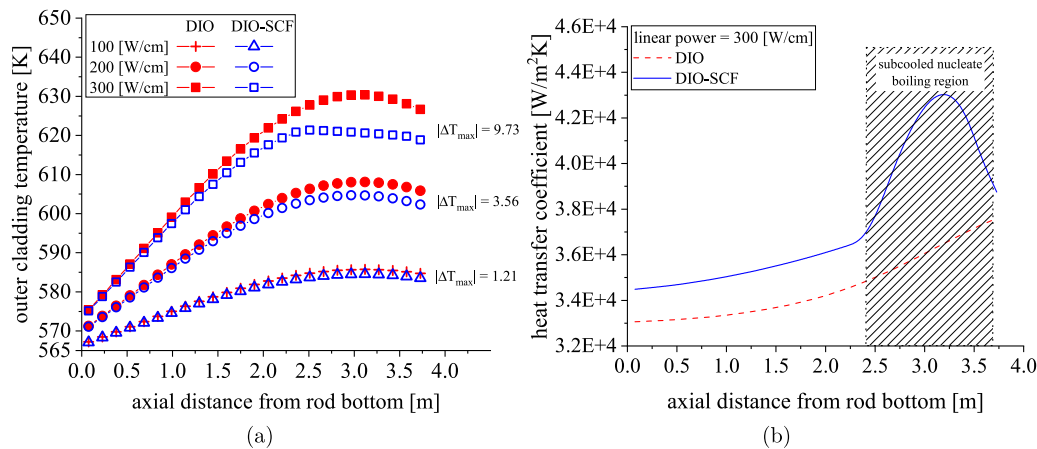 DIO DIO-SCF
100 [W/cm]
200 [W/cm]
300 [W/cm]
650
640
630
620
610
600
590
580
570
565
outer cladding temperature [K]
|ΔTmax| = 9.73
|ΔTmax| = 3.56
|ΔTmax| = 1.21
0.0 0.5 1.0 1.5 2.0 2.5 3.0 3.5 4.0 4.5
axial distance from rod bottom [m]
(a)
4.6E+4
4.4E+4
4.2E+4
4.0E+4
3.8E+4
3.6E+4
3.4E+4
3.2E+4
heat transfer coefficient [W/m²K]
linear power = 300 [W/cm]
DIO
DIO-SCF
subcooled nucleate
boiling region
0.0 0.5 1.0 1.5 2.0 2.5 3.0 3.5 4.0
axial distance from rod bottom [m]
(b)